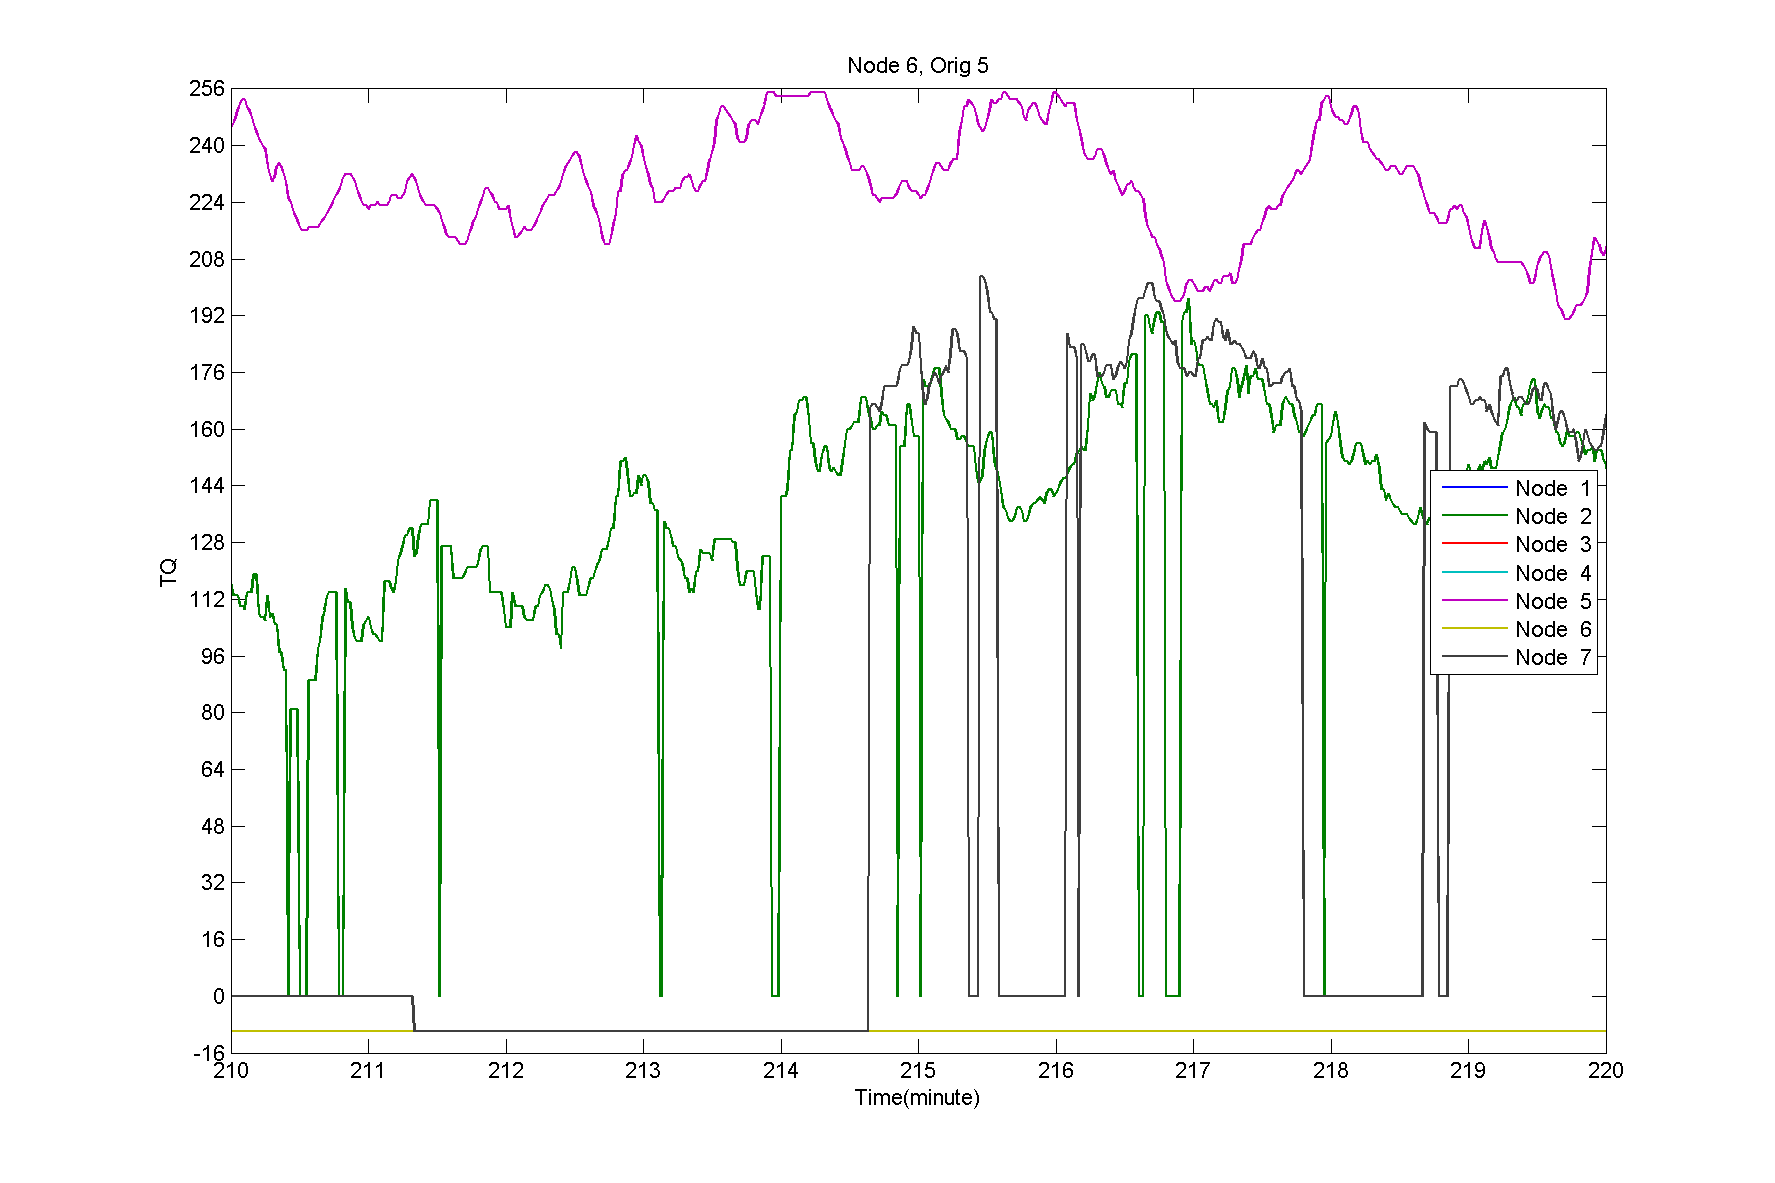 Node 6, Orig 5
256
240
224
208
192
176
160
144
128
112
96
80
64
48
32
16
0
-16
TQ
210 211 212 213 214 215 216 217 218 219 220
Time(minute)
Node 1
Node 2
Node 3
Node 4
Node 5
Node 6
Node 7